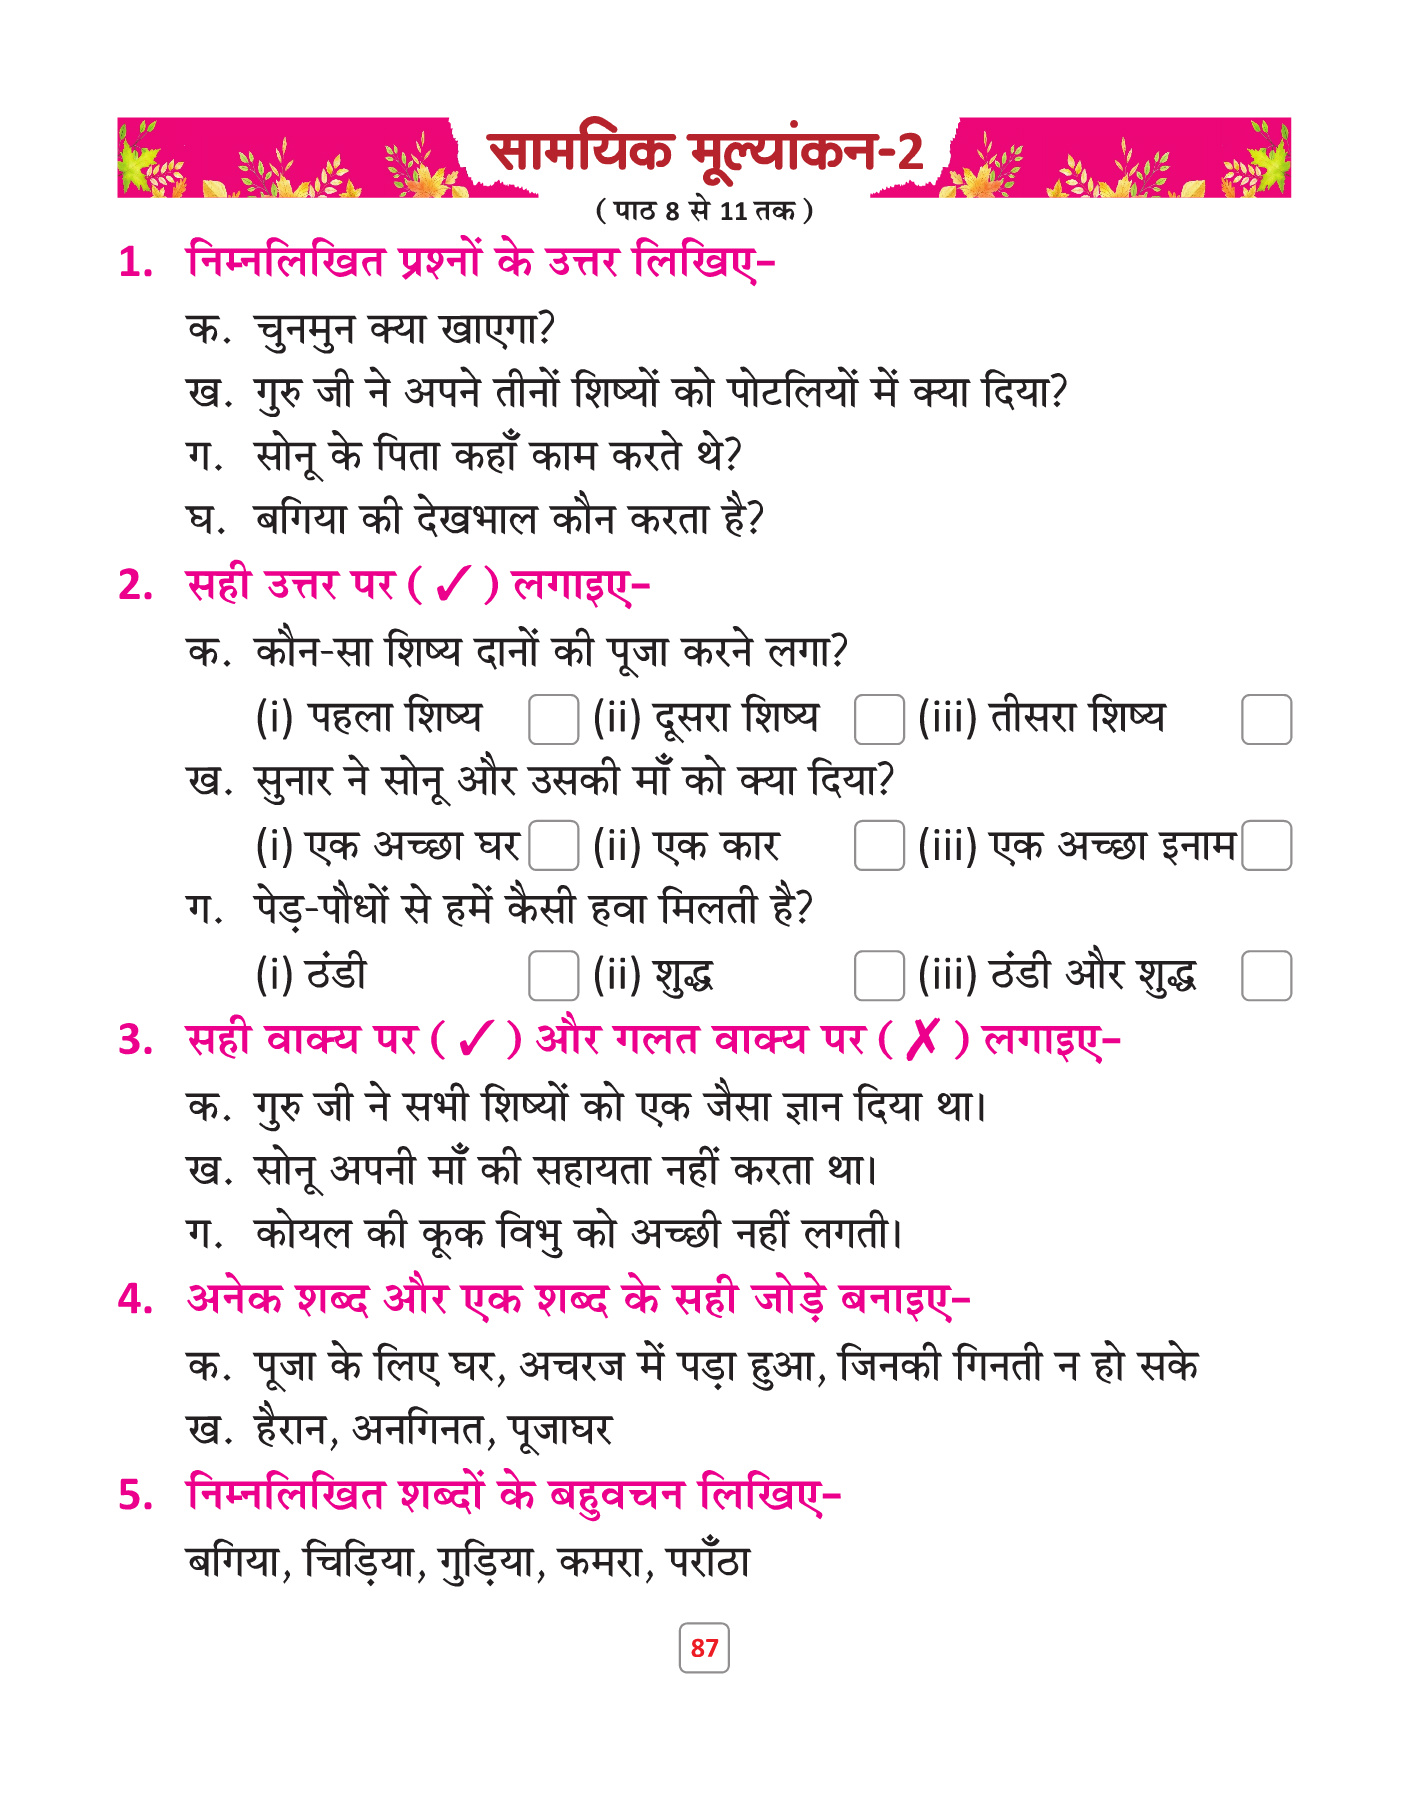 सामयिक मूल्यांकन-2
( पाठ 8 से 11 तक )
1. निम्नलिखित प्रश्नों के उत्तर लिखिए–
क. चुनमुन क्या खाएगा?
ख. गुरु जी ने अपने तीनों शिष्यों को पोटलियों में क्या दिया?
ग. सोनू के पिता कहाँ काम करते थे?
घ. बगिया की देखभाल कौन करता है?
2. सही उत्तर पर ( ✓ ) लगाइए–
क. कौन-सा शिष्य दानों की पूजा करने लगा?
(i) पहला शिष्य (ii) दूसरा शिष्य (iii) तीसरा शिष्य
ख. सुनार ने सोनू और उसकी माँ को क्या दिया?
(i) एक अच्छा घर (ii) एक कार (iii) एक अच्छा इनाम
ग. पेड़-पौधों से हमें कैसी हवा मिलती है?
(i) ठंडी (ii) शुद्ध (iii) ठंडी और शुद्ध
3. सही वाक्य पर ( ✓ ) और गलत वाक्य पर ( ✗ ) लगाइए–
क. गुरु जी ने सभी शिष्यों को एक जैसा ज्ञान दिया था।
ख. सोनू अपनी माँ की सहायता नहीं करता था।
ग. कोयल की कूक विभु को अच्छी नहीं लगती।
4. अनेक शब्द और एक शब्द के सही जोड़े बनाइए–
क. पूजा के लिए घर, अचरज में पड़ा हुआ, जिनकी गिनती न हो सके
ख. हैरान, अनगिनत, पूजाघर
5. निम्नलिखित शब्दों के बहुवचन लिखिए–
बगिया, चिड़िया, गुड़िया, कमरा, पराँठा
87